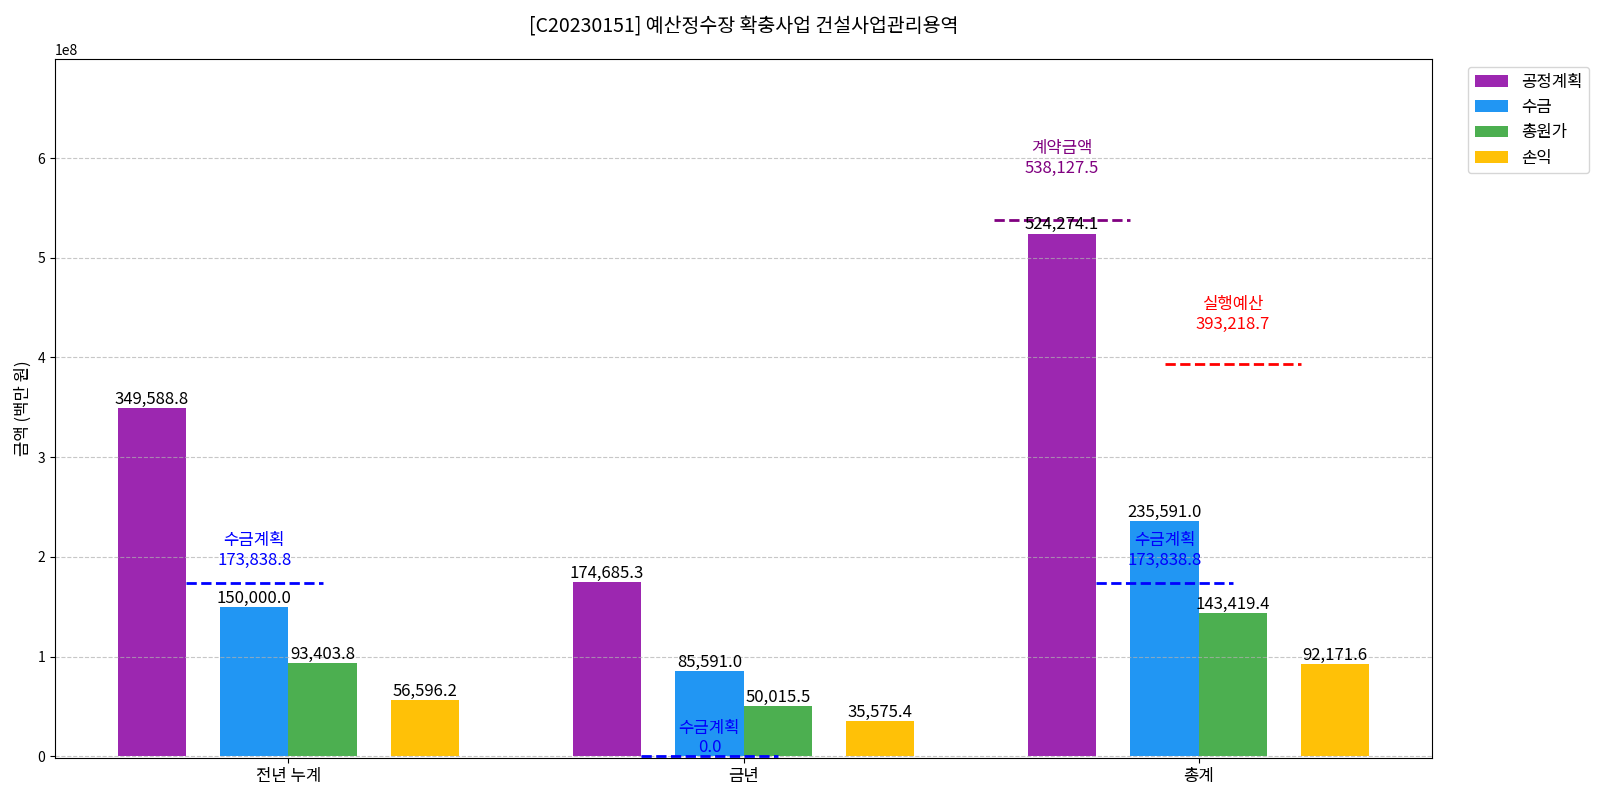 [C20230151] 예산정수장 확충사업 건설사업관리용역
1e8
금액 (백만 원)
6
5
4
3
2
1
0
349,588.8
수금계획
173,838.8
150,000.0
93,403.8
56,596.2
174,685.3
85,591.0
수금계획
0.0
50,015.5
35,575.4
계약금액
538,127.5
524,274.1
실행예산
393,218.7
235,591.0
수금계획
173,838.8
143,419.4
92,171.6
전년 누계
금년
총계
공정계획
수금
총원가
손익